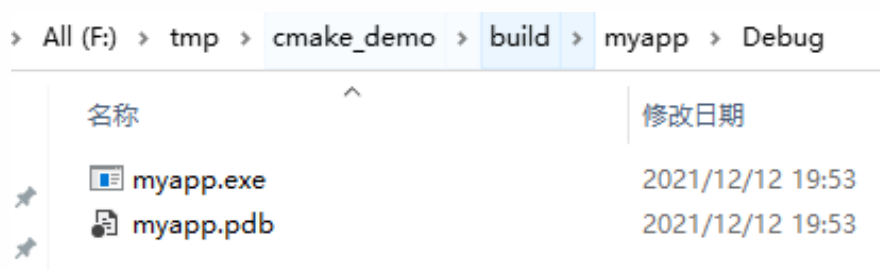 › All (F:) › tmp › cmake_demo › build › myapp › Debug
名称 修改日期
myapp.exe 2021/12/12 19:53
myapp.pdb 2021/12/12 19:53